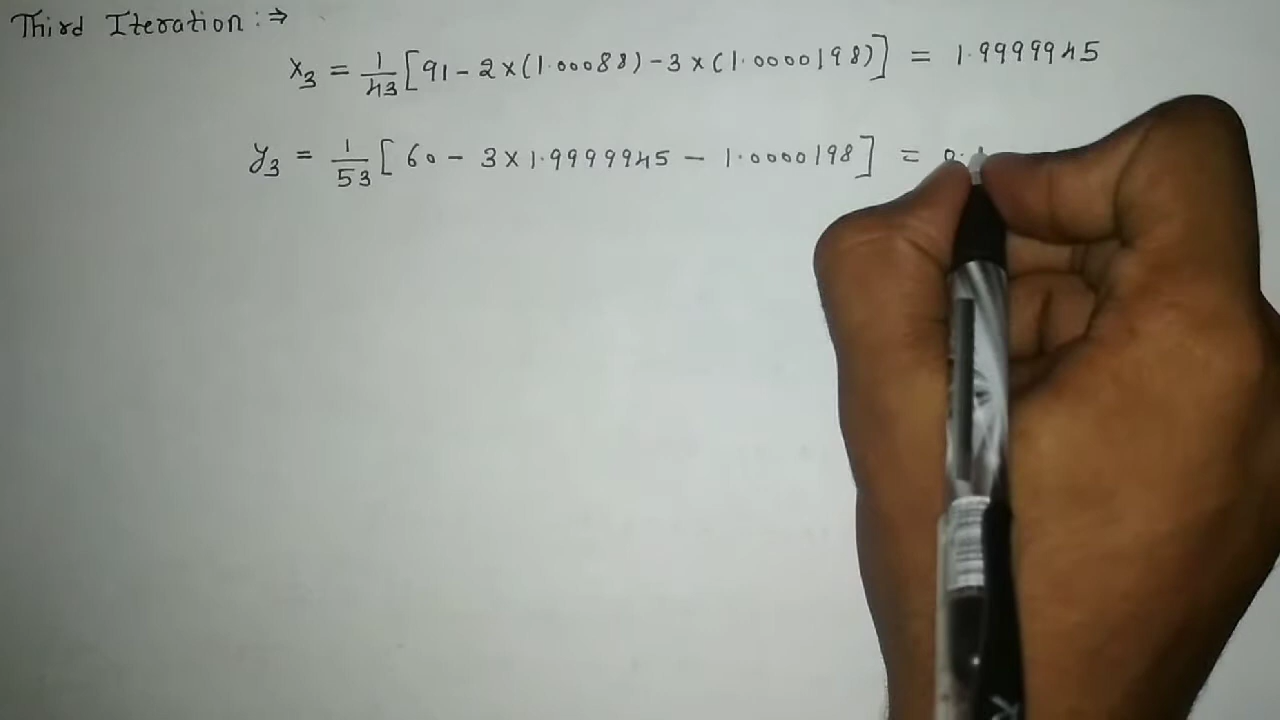 Third Iteration :⇒
x₃ = 1/43 [91 - 2 × (1.00088) - 3 × (1.0000198)] = 1.9999945
y₃ = 1/53 [60 - 3 × 1.9999945 - 1.0000198] = 0.